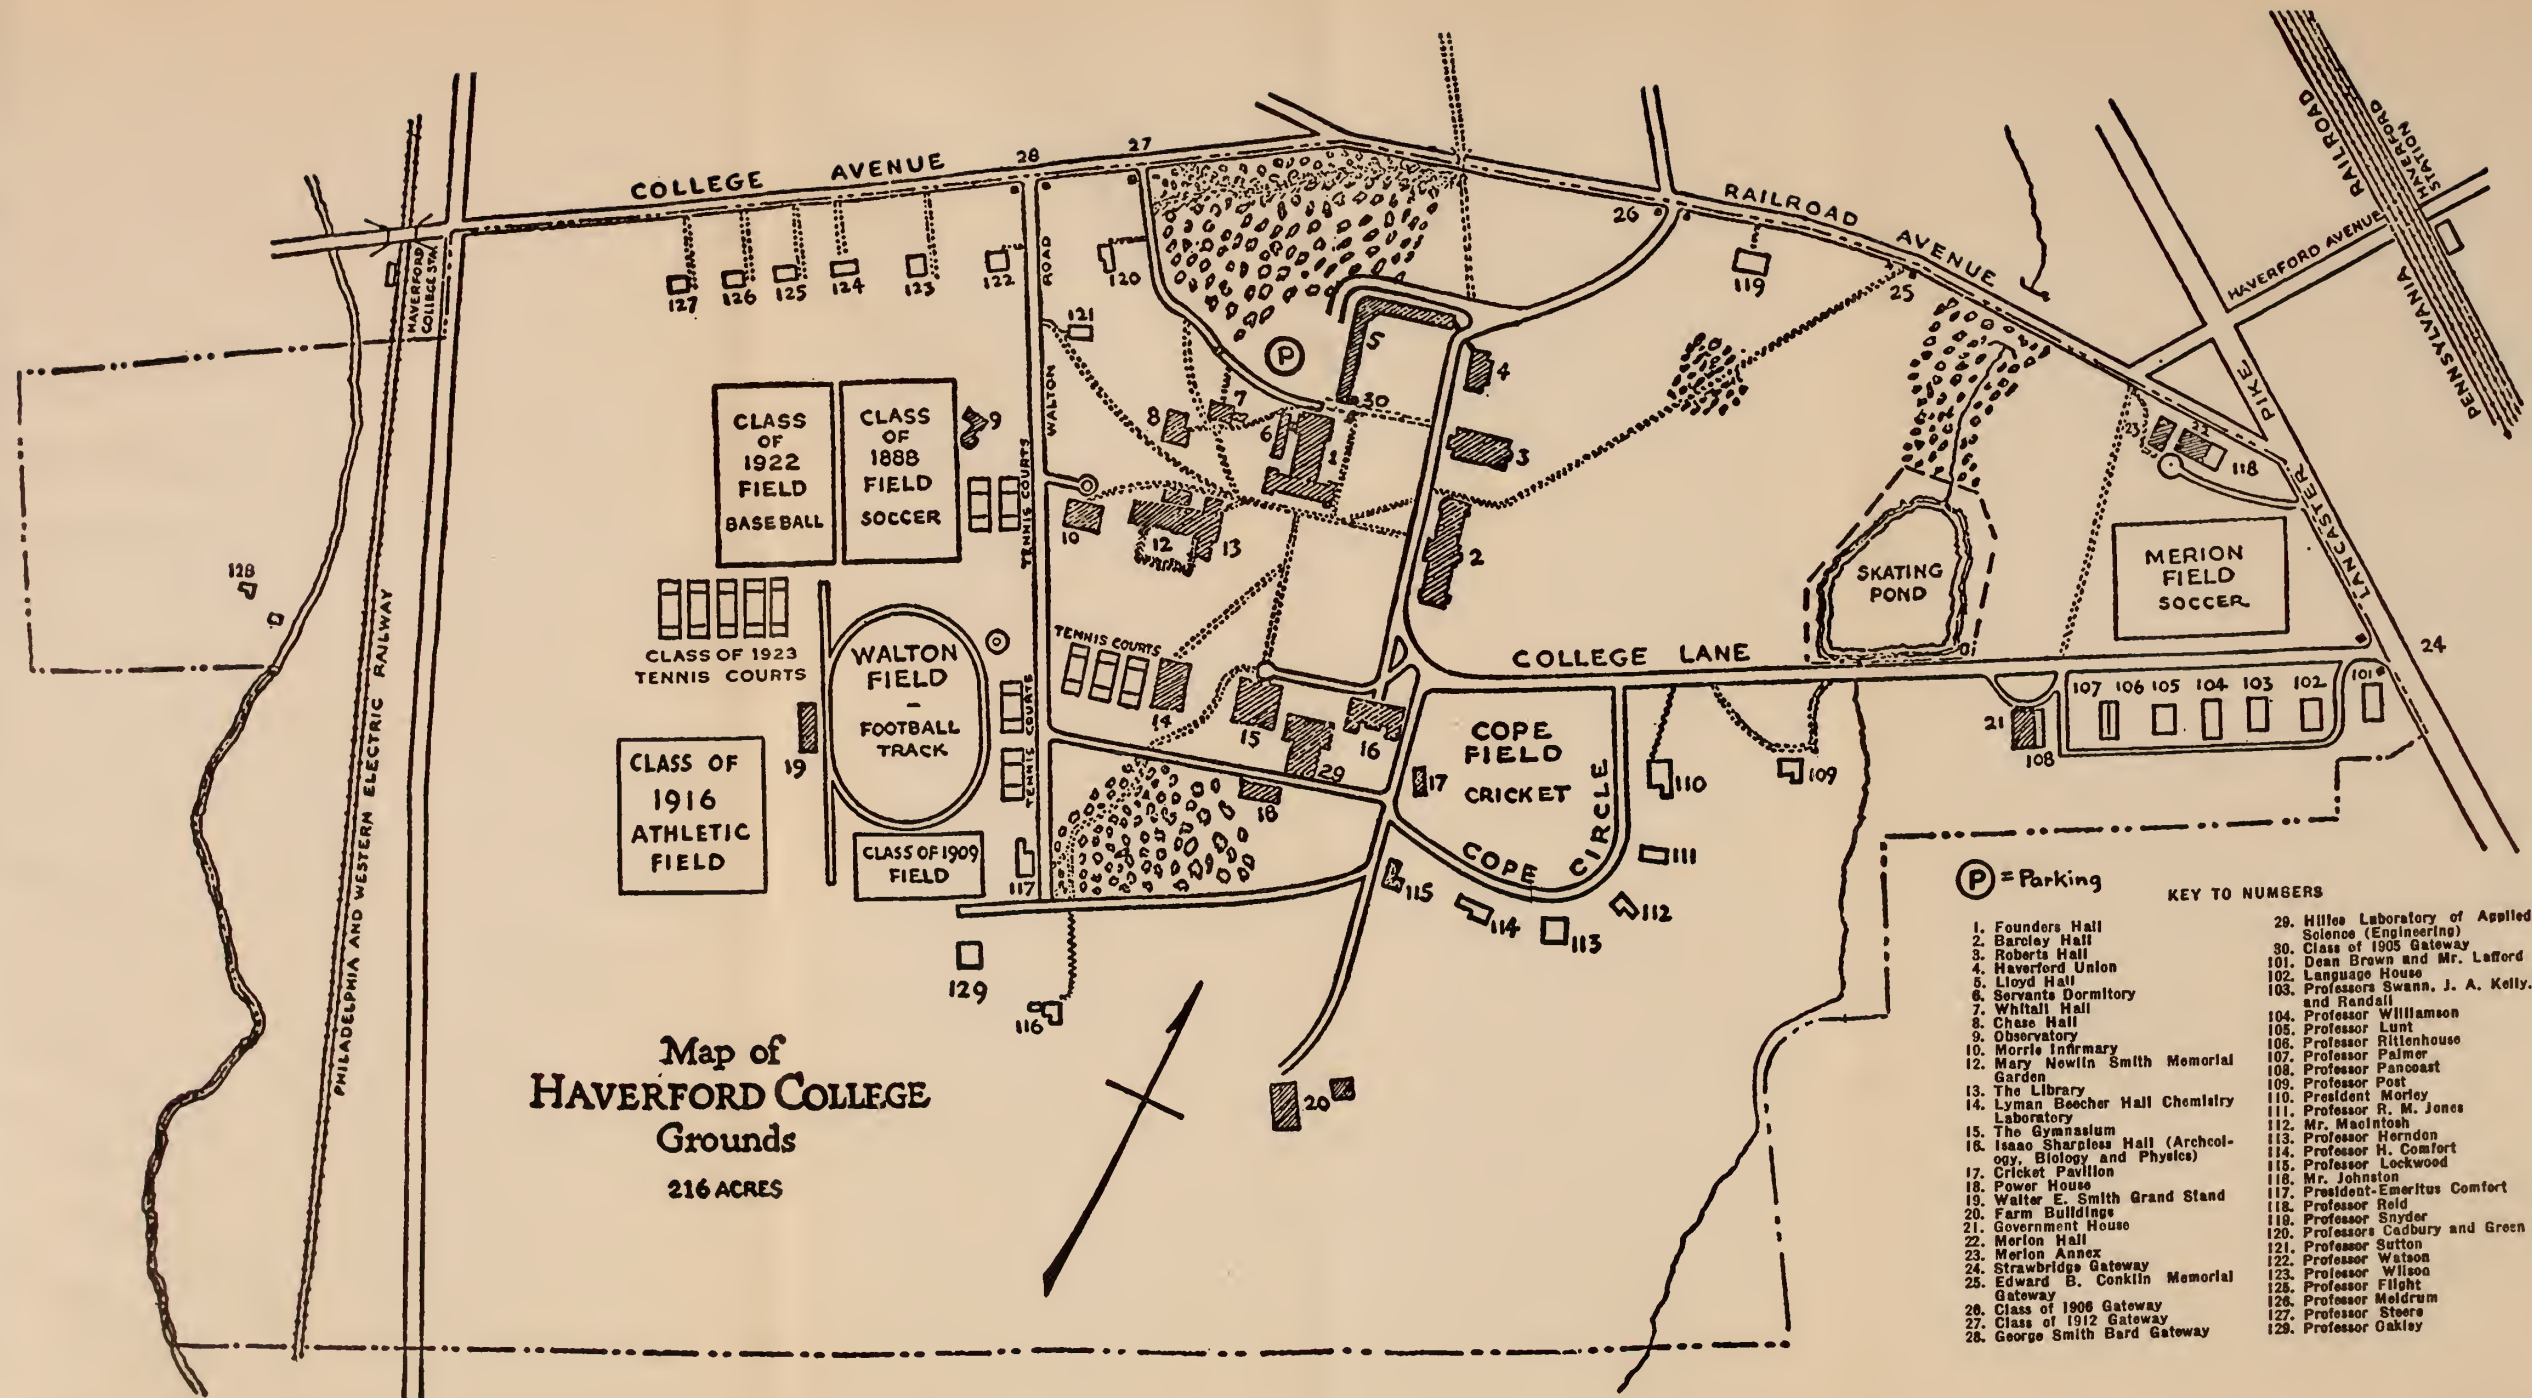 COLLEGE AVENUE
28
27
26
RAILROAD AVENUE
25
PENNSYLVANIA RAILROAD
HAVERFORD
STATION
HAVERFORD AVENUE
LANCASTER PIKE
HAVERFORD
COLLEGE STA.
127
126
125
124
123
122
120
119
121
WALTON ROAD
P
5
4
30
3
7
8
6
1
9
CLASS
OF
1922
FIELD
BASEBALL
CLASS
OF
1888
FIELD
SOCCER
TENNIS COURTS
10
12
13
2
23
22
118
MERION
FIELD
SOCCER
SKATING
POND
128
PHILADELPHIA AND WESTERN ELECTRIC RAILWAY
CLASS OF 1923
TENNIS COURTS
WALTON
FIELD
-
FOOTBALL
TRACK
TENNIS COURTS
TENNIS COURTS
TENNIS COURTS
14
15
16
29
COLLEGE LANE
24
107
106
105
104
103
102
101
21
108
19
CLASS OF
1916
ATHLETIC
FIELD
CLASS OF 1909
FIELD
117
18
17
COPE
FIELD
CRICKET
COPE CIRCLE
110
109
111
112
113
114
115
129
116
20
Map of
HAVERFORD COLLEGE
Grounds
216 ACRES
P = Parking
KEY TO NUMBERS
1. Founders Hall
2. Barclay Hall
3. Roberts Hall
4. Haverford Union
5. Lloyd Hall
6. Servants Dormitory
7. Whitall Hall
8. Chase Hall
9. Observatory
10. Morris Infirmary
12. Mary Newlin Smith Memorial
Garden
13. The Library
14. Lyman Beecher Hall Chemistry
Laboratory
15. The Gymnasium
16. Isaac Sharpless Hall (Archeol-
ogy, Biology and Physics)
17. Cricket Pavilion
18. Power House
19. Walter E. Smith Grand Stand
20. Farm Buildings
21. Government House
22. Merion Hall
23. Merion Annex
24. Strawbridge Gateway
25. Edward B. Conklin Memorial
Gateway
26. Class of 1906 Gateway
27. Class of 1912 Gateway
28. George Smith Bard Gateway
29. Hilles Laboratory of Applied
Science (Engineering)
30. Class of 1905 Gateway
101. Dean Brown and Mr. Lafford
102. Language House
103. Professors Swann, J. A. Kelly,
and Randall
104. Professor Williamson
105. Professor Lunt
106. Professor Rittenhouse
107. Professor Palmer
108. Professor Pancoast
109. Professor Post
110. President Morley
111. Professor R. M. Jones
112. Mr. MacIntosh
113. Professor Herndon
114. Professor H. Comfort
115. Professor Lockwood
116. Mr. Johnston
117. President-Emeritus Comfort
118. Professor Reid
119. Professor Snyder
120. Professors Cadbury and Green
121. Professor Sutton
122. Professor Watson
123. Professor Wilson
125. Professor Flight
126. Professor Meldrum
127. Professor Steere
129. Professor Oakley